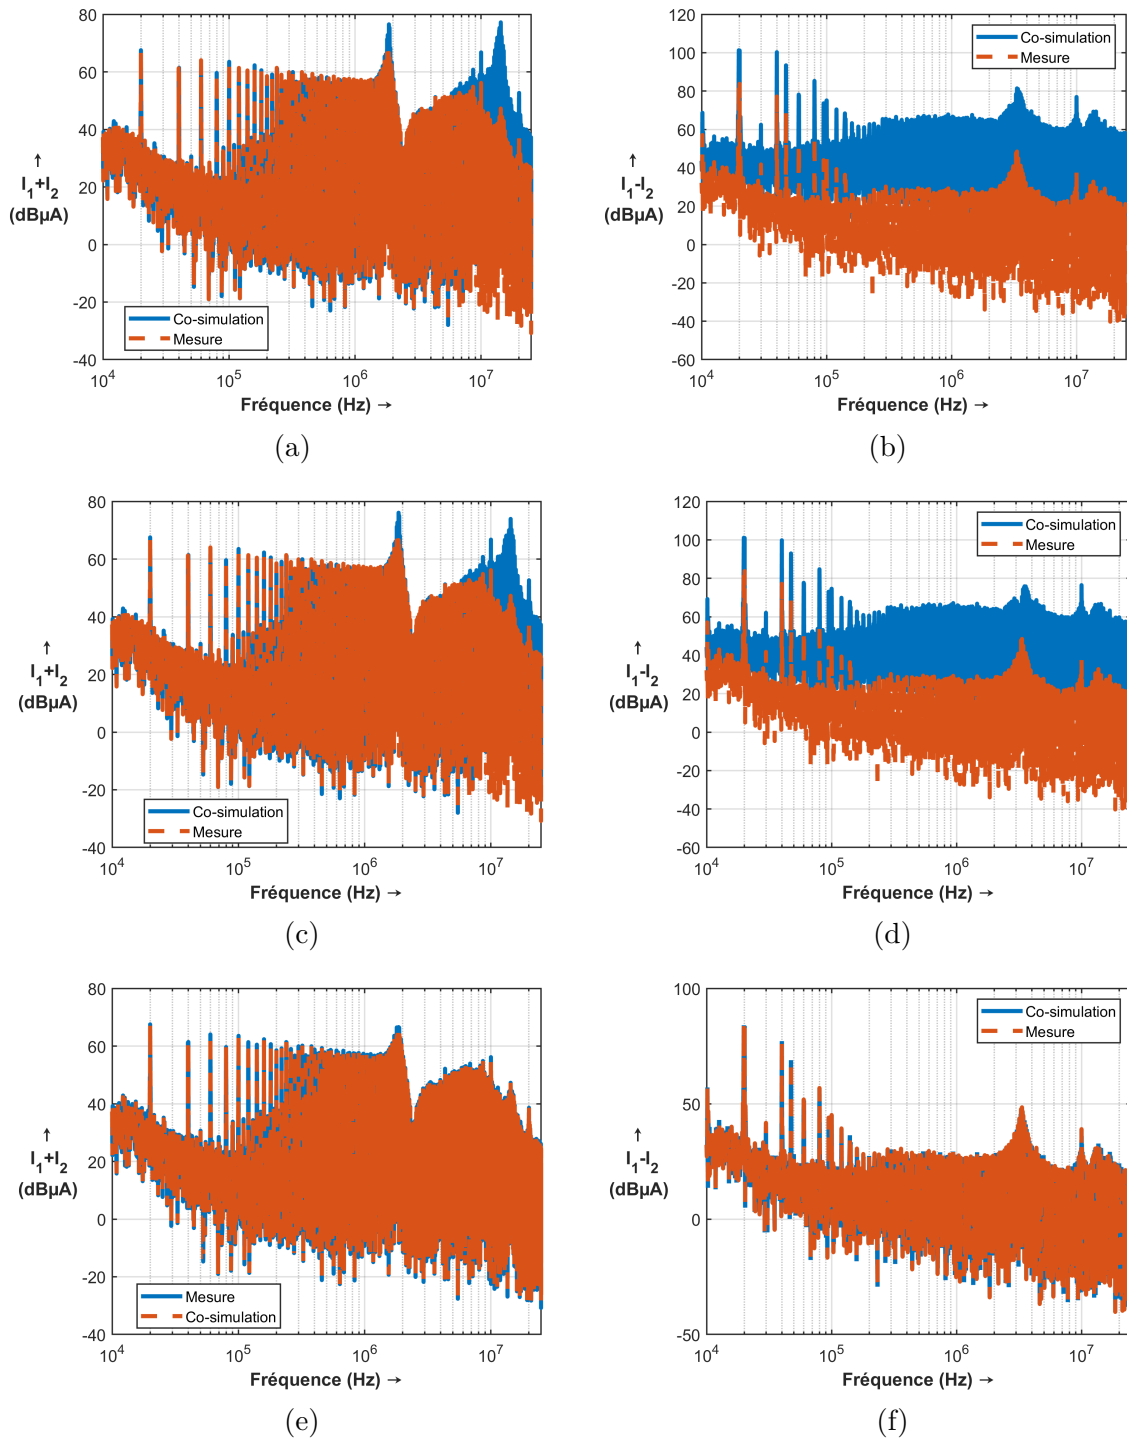 80
60
40
20
0
-20
-40
I1+I2
(dBµA)
Co-simulation
Mesure
10^4
10^5
10^6
10^7
Fréquence (Hz) →
(a)
120
100
80
60
40
20
0
-20
-40
-60
I1-I2
(dBµA)
Co-simulation
Mesure
10^4
10^5
10^6
10^7
Fréquence (Hz) →
(b)
80
60
40
20
0
-20
-40
I1+I2
(dBµA)
Co-simulation
Mesure
10^4
10^5
10^6
10^7
Fréquence (Hz) →
(c)
120
100
80
60
40
20
0
-20
-40
-60
I1-I2
(dBµA)
Co-simulation
Mesure
10^4
10^5
10^6
10^7
Fréquence (Hz) →
(d)
80
60
40
20
0
-20
-40
I1+I2
(dBµA)
Mesure
Co-simulation
10^4
10^5
10^6
10^7
Fréquence (Hz) →
(e)
100
50
0
-50
I1-I2
(dBµA)
Co-simulation
Mesure
10^4
10^5
10^6
10^7
Fréquence (Hz) →
(f)